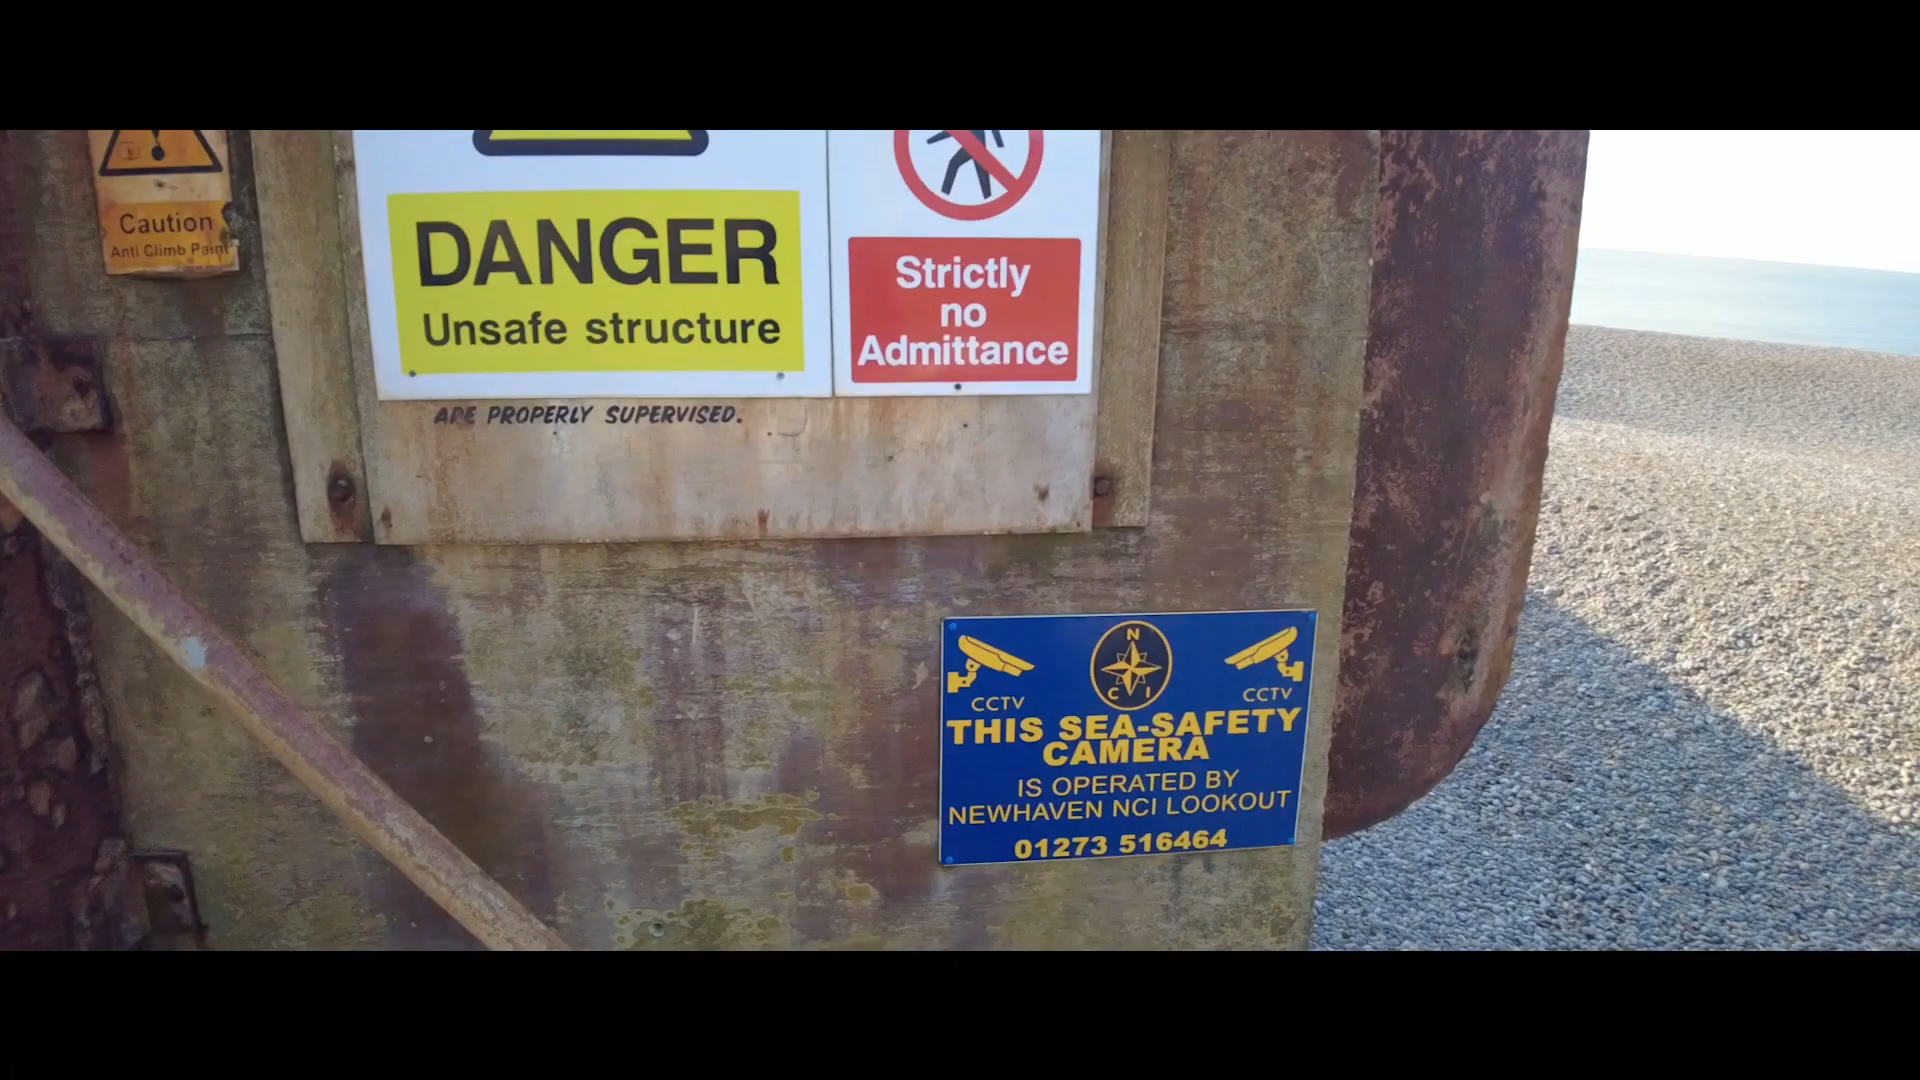 Caution
Anti Climb Paint
DANGER
Unsafe structure
Strictly
no
Admittance
ARE PROPERLY SUPERVISED.
N
C I
CCTV
CCTV
THIS SEA-SAFETY
CAMERA
IS OPERATED BY
NEWHAVEN NCI LOOKOUT
01273 516464